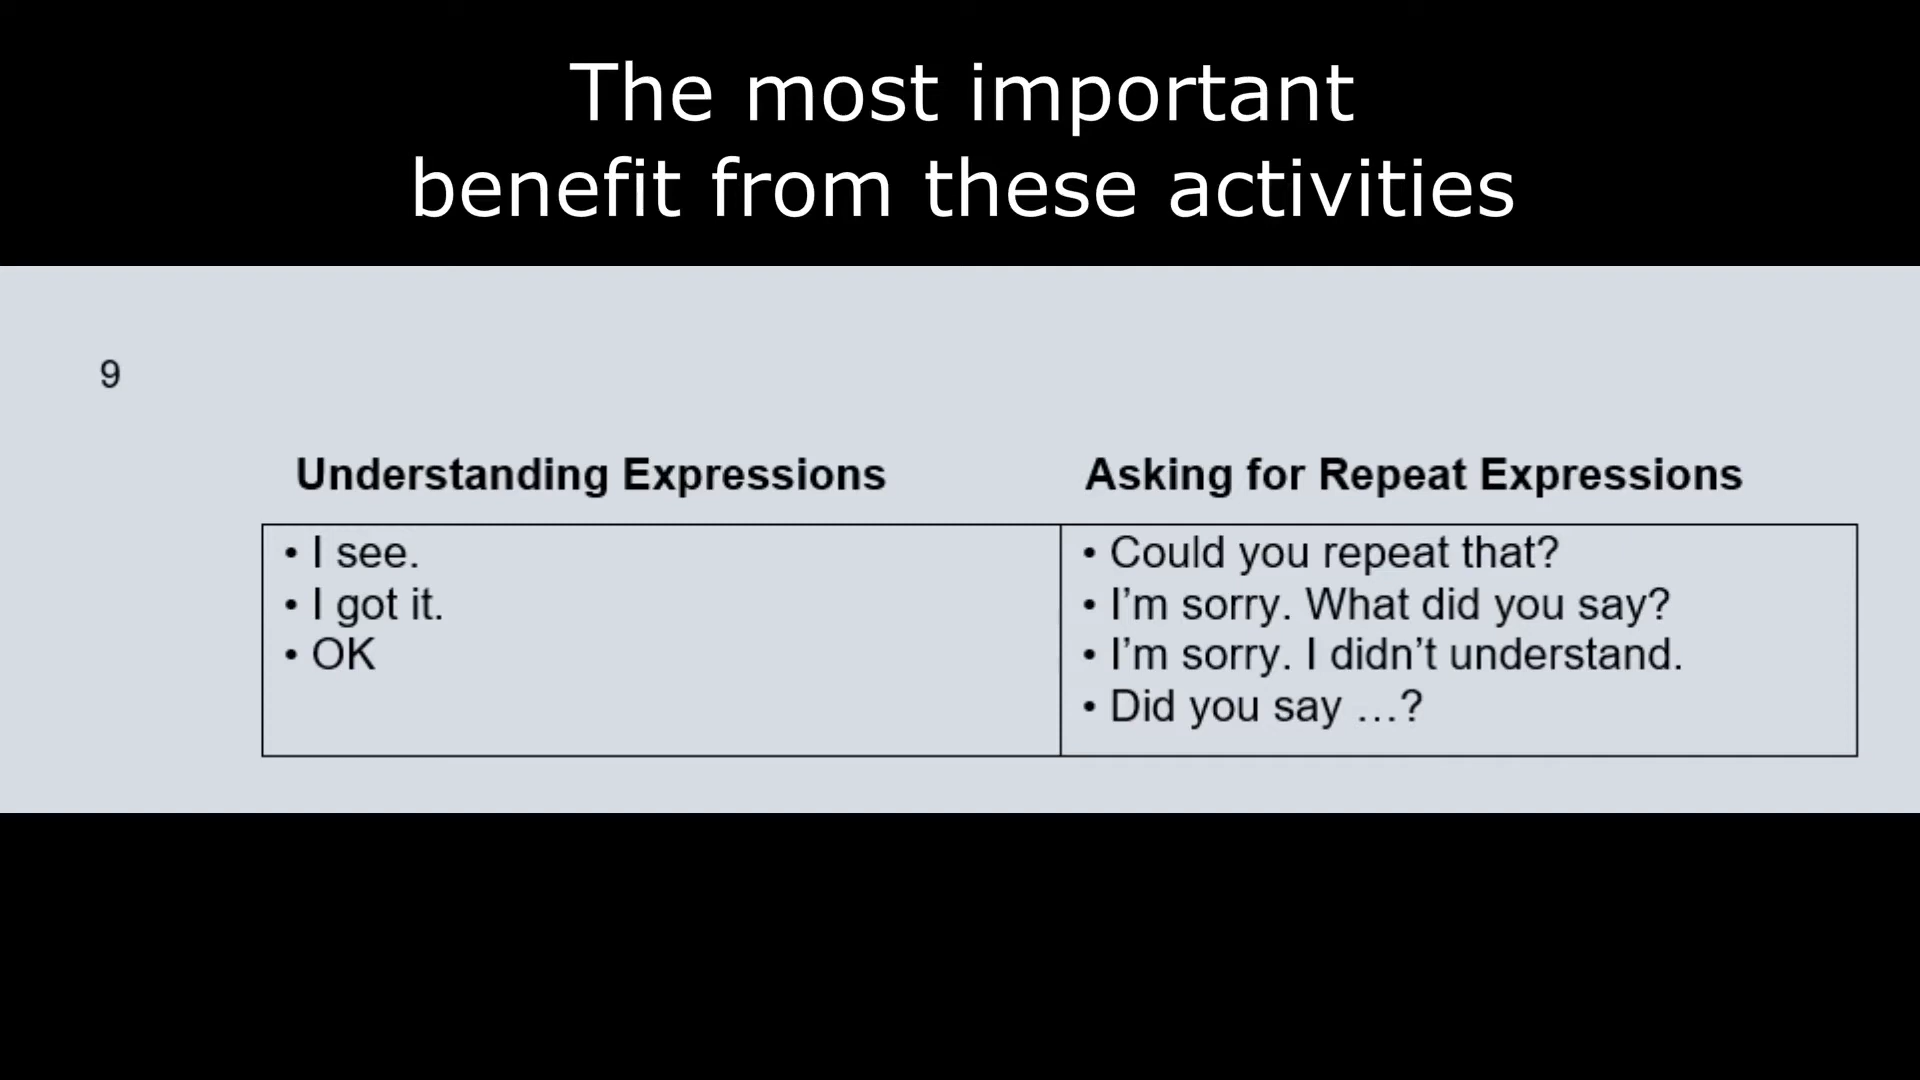 The most important
benefit from these activities
9
Understanding Expressions
Asking for Repeat Expressions
• I see.
• I got it.
• OK
• Could you repeat that?
• I’m sorry. What did you say?
• I’m sorry. I didn’t understand.
• Did you say …?